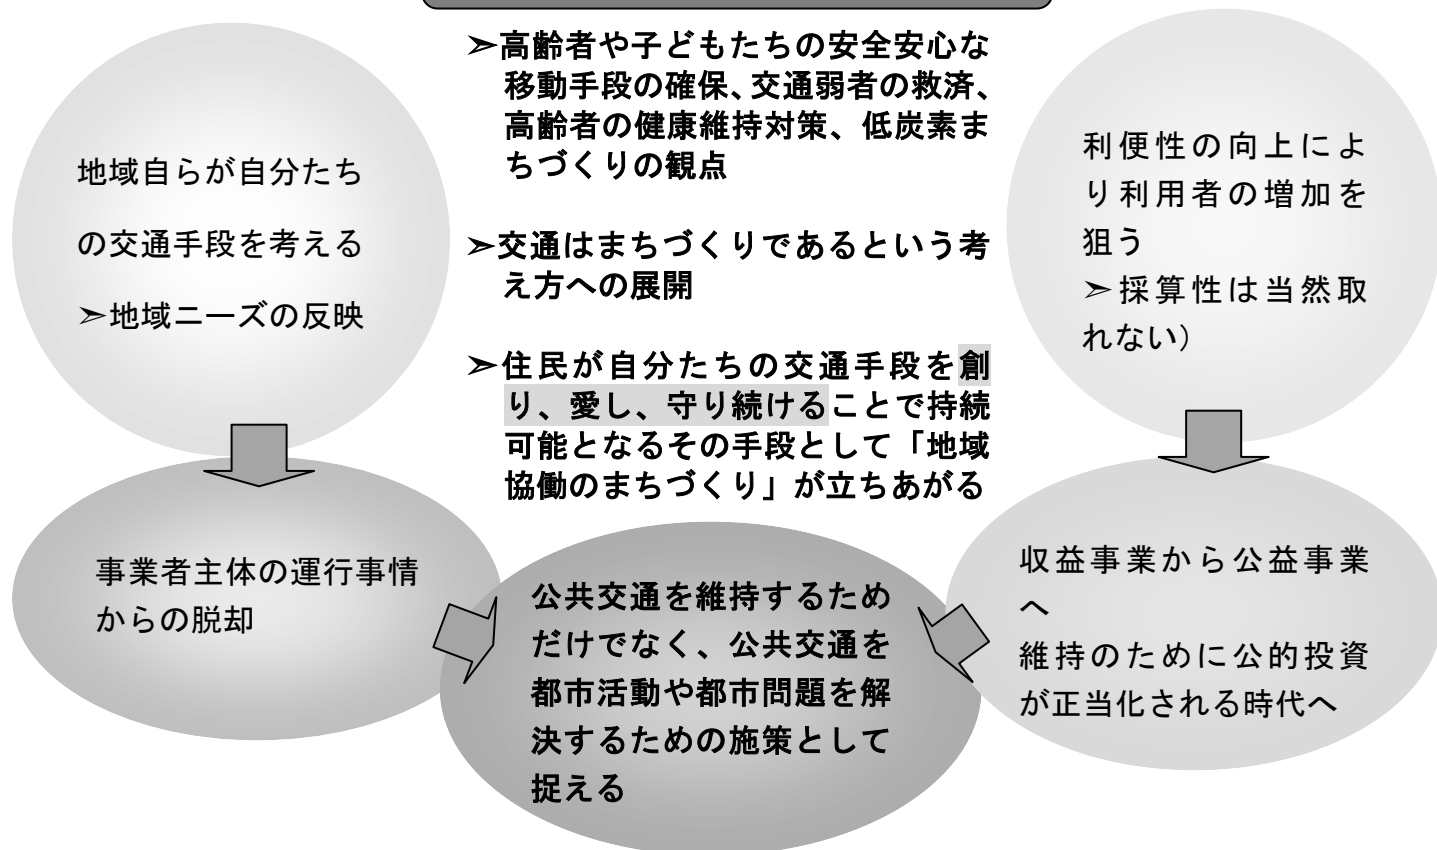 ➣高齢者や子どもたちの安全安心な
移動手段の確保、交通弱者の救済、
高齢者の健康維持対策、低炭素ま
ちづくりの観点
➣交通はまちづくりであるという考
え方への展開
➣住民が自分たちの交通手段を創
り、愛し、守り続けることで持続
可能となるその手段として「地域
協働のまちづくり」が立ちあがる
地域自らが自分たち
の交通手段を考える
➣地域ニーズの反映
利便性の向上によ
り利用者の増加を
狙う
➣採算性は当然取
れない）
事業者主体の運行事情
からの脱却
公共交通を維持するため
だけでなく、公共交通を
都市活動や都市問題を解
決するための施策として
捉える
収益事業から公益事業
へ
維持のために公的投資
が正当化される時代へ